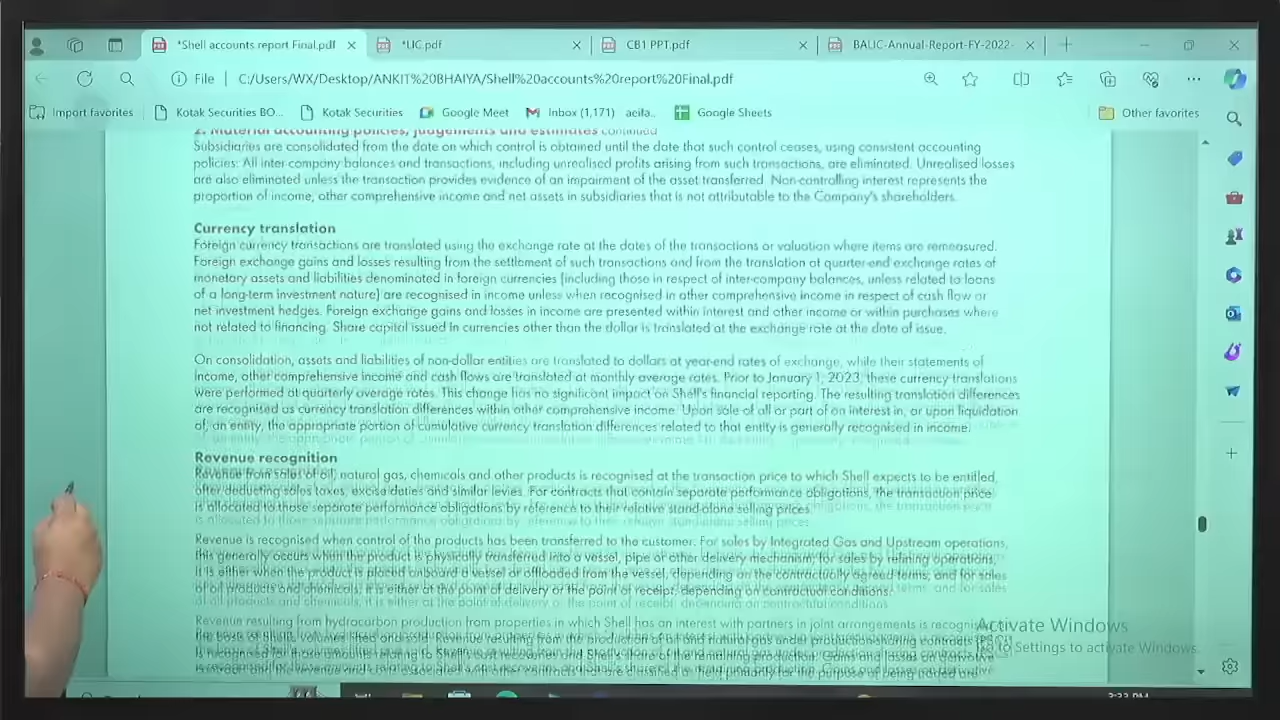 *Shell accounts report Final.pdf
*LIC.pdf
CB1 PPT.pdf
BALIC-Annual-Report-FY-2022-
File
C:/Users/WX/Desktop/ANKIT%20BHAIYA/Shell%20accounts%20report%20Final.pdf
Import favorites
Kotak Securities BO...
Kotak Securities
Google Meet
Inbox (1,171)
Google Sheets
Other favorites
2. Material accounting policies, judgements and estimates continued
Subsidiaries are consolidated from the date on which control is obtained until the date that such control ceases, using consistent accounting
policies. All inter-company balances and transactions, including unrealised profits arising from such transactions, are eliminated. Unrealised losses
are also eliminated unless the transaction provides evidence of an impairment of the asset transferred. Non-controlling interest represents the
proportion of income, other comprehensive income and net assets in subsidiaries that is not attributable to the Company's shareholders.
Currency translation
Foreign currency transactions are translated using the exchange rate at the dates of the transactions or valuation where items are remeasured.
Foreign exchange gains and losses resulting from the settlement of such transactions and from the translation at quarter-end exchange rates of
monetary assets and liabilities denominated in foreign currencies (including those in respect of inter-company balances, unless related to loans
of a long-term investment nature) are recognised in income unless when recognised in other comprehensive income in respect of cash flow or
net investment hedges. Foreign exchange gains and losses in income are presented within interest and other income or within purchases where
not related to financing. Share capital issued in currencies other than the dollar is translated at the exchange rate at the date of issue.
On consolidation, assets and liabilities of non-dollar entities are translated to dollars at year-end rates of exchange, while their statements of
income, other comprehensive income and cash flows are translated at monthly average rates. Prior to January 1, 2023, these currency translations
were performed at quarterly average rates. This change has no significant impact on Shell's financial reporting. The resulting translation differences
are recognised as currency translation differences within other comprehensive income. Upon sale of all or part of an interest in, or upon liquidation
of, an entity, the appropriate portion of cumulative currency translation differences related to that entity is generally recognised in income.
Revenue recognition
Revenue from sales of oil, natural gas, chemicals and other products is recognised at the transaction price to which Shell expects to be entitled,
after deducting sales taxes, excise duties and similar levies. For contracts that contain separate performance obligations, the transaction price
is allocated to those separate performance obligations by reference to their relative stand-alone selling prices.
Revenue is recognised when control of the products has been transferred to the customer. For sales by Integrated Gas and Upstream operations,
this generally occurs when the product is physically transferred into a vessel, pipe or other delivery mechanism; for sales by refining operations,
it is either when the product is placed onboard a vessel or offloaded from the vessel, depending on the contractually agreed terms; and for sales
of oil products and chemicals, it is either at the point of delivery or the point of receipt, depending on contractual conditions.
Revenue resulting from hydrocarbon production from properties in which Shell has an interest with partners in joint arrangements is
Activate Windows
Go to Settings to activate Windows.